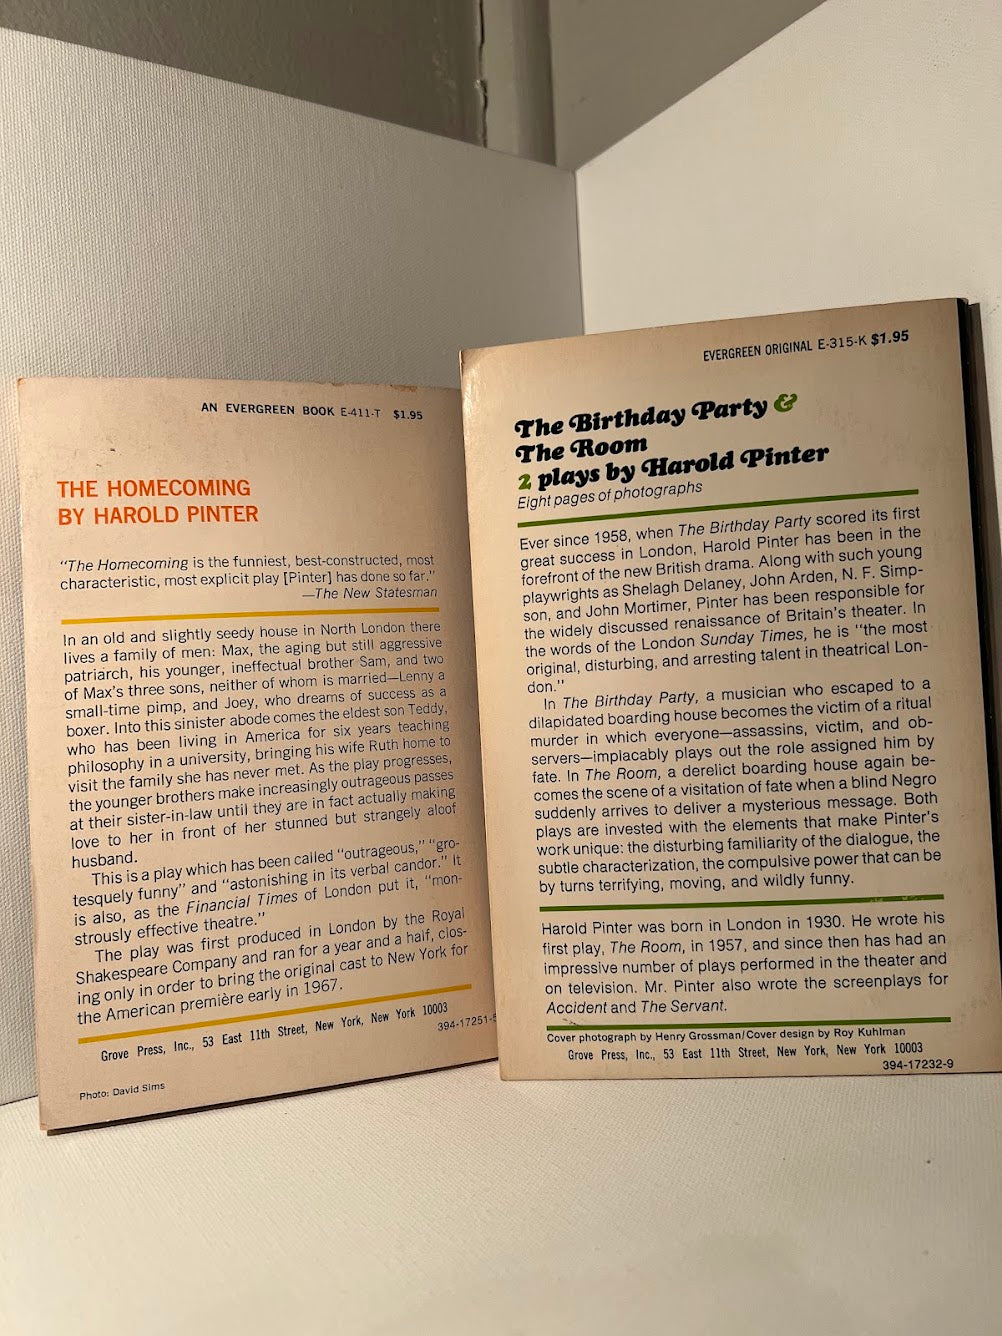 AN EVERGREEN BOOK E-411-T $1.95
THE HOMECOMING
BY HAROLD PINTER
"The Homecoming is the funniest, best-constructed, most
characteristic, most explicit play [Pinter] has done so far."
—The New Statesman
In an old and slightly seedy house in North London there
lives a family of men: Max, the aging but still aggressive
patriarch, his younger, ineffectual brother Sam, and two
of Max's three sons, neither of whom is married—Lenny a
small-time pimp, and Joey, who dreams of success as a
boxer. Into this sinister abode comes the eldest son Teddy,
who has been living in America for six years teaching
philosophy in a university, bringing his wife Ruth home to
visit the family she has never met. As the play progresses,
the younger brothers make increasingly outrageous passes
at their sister-in-law until they are in fact actually making
love to her in front of her stunned but strangely aloof
husband.
This is a play which has been called "outrageous," "gro-
tesquely funny" and "astonishing in its verbal candor." It
is also, as the Financial Times of London put it, "mon-
strously effective theatre."
The play was first produced in London by the Royal
Shakespeare Company and ran for a year and a half, clos-
ing only in order to bring the original cast to New York for
the American première early in 1967.
Grove Press, Inc., 53 East 11th Street, New York, New York 10003
394-17251-5
Photo: David Sims
EVERGREEN ORIGINAL E-315-K $1.95
The Birthday Party &
The Room
2 plays by Harold Pinter
Eight pages of photographs
Ever since 1958, when The Birthday Party scored its first
great success in London, Harold Pinter has been in the
forefront of the new British drama. Along with such young
playwrights as Shelagh Delaney, John Arden, N. F. Simp-
son, and John Mortimer, Pinter has been responsible for
the widely discussed renaissance of Britain's theater. In
the words of the London Sunday Times, he is "the most
original, disturbing, and arresting talent in theatrical Lon-
don."
In The Birthday Party, a musician who escaped to a
dilapidated boarding house becomes the victim of a ritual
murder in which everyone—assassins, victim, and ob-
servers—implacably plays out the role assigned him by
fate. In The Room, a derelict boarding house again be-
comes the scene of a visitation of fate when a blind Negro
suddenly arrives to deliver a mysterious message. Both
plays are invested with the elements that make Pinter's
work unique: the disturbing familiarity of the dialogue, the
subtle characterization, the compulsive power that can be
by turns terrifying, moving, and wildly funny.
Harold Pinter was born in London in 1930. He wrote his
first play, The Room, in 1957, and since then has had an
impressive number of plays performed in the theater and
on television. Mr. Pinter also wrote the screenplays for
Accident and The Servant.
Cover photograph by Henry Grossman/Cover design by Roy Kuhlman
Grove Press, Inc., 53 East 11th Street, New York, New York 10003
394-17232-9